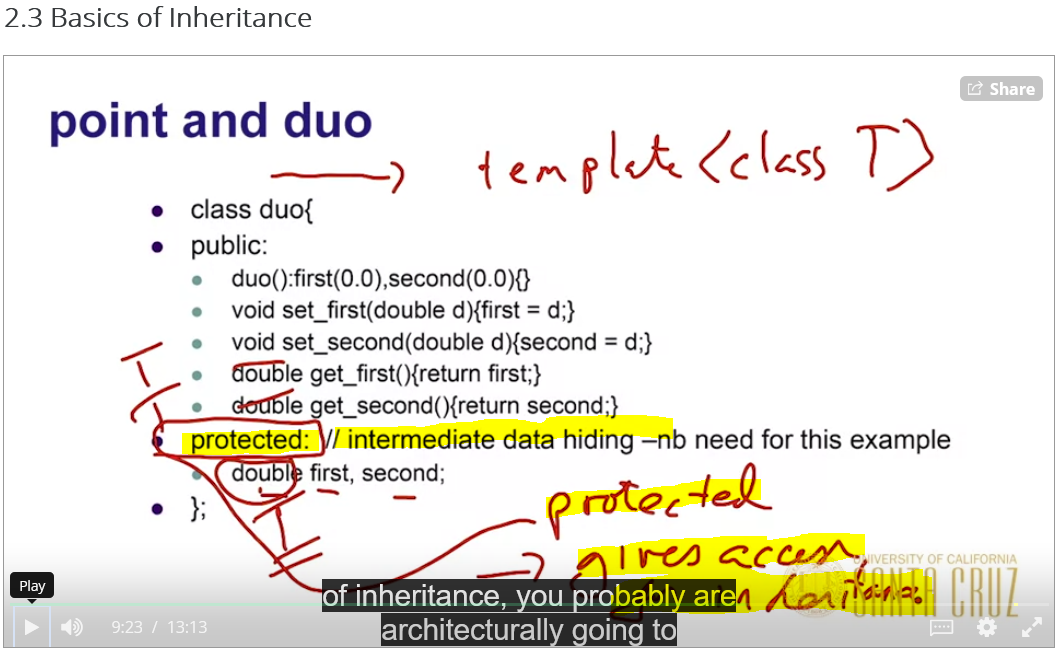 2.3 Basics of Inheritance
Share
point and duo
template <class T>
class duo{
public:
duo():first(0.0),second(0.0){}
void set_first(double d){first = d;}
void set_second(double d){second = d;}
T
double get_first(){return first;}
T
double get_second(){return second;}
protected: // intermediate data hiding –nb need for this example
double first, second;
T
};
protected
gives access
UNIVERSITY OF CALIFORNIA
SANTA CRUZ
inheritance
Play
of inheritance, you probably are
architecturally going to
9:23 / 13:13